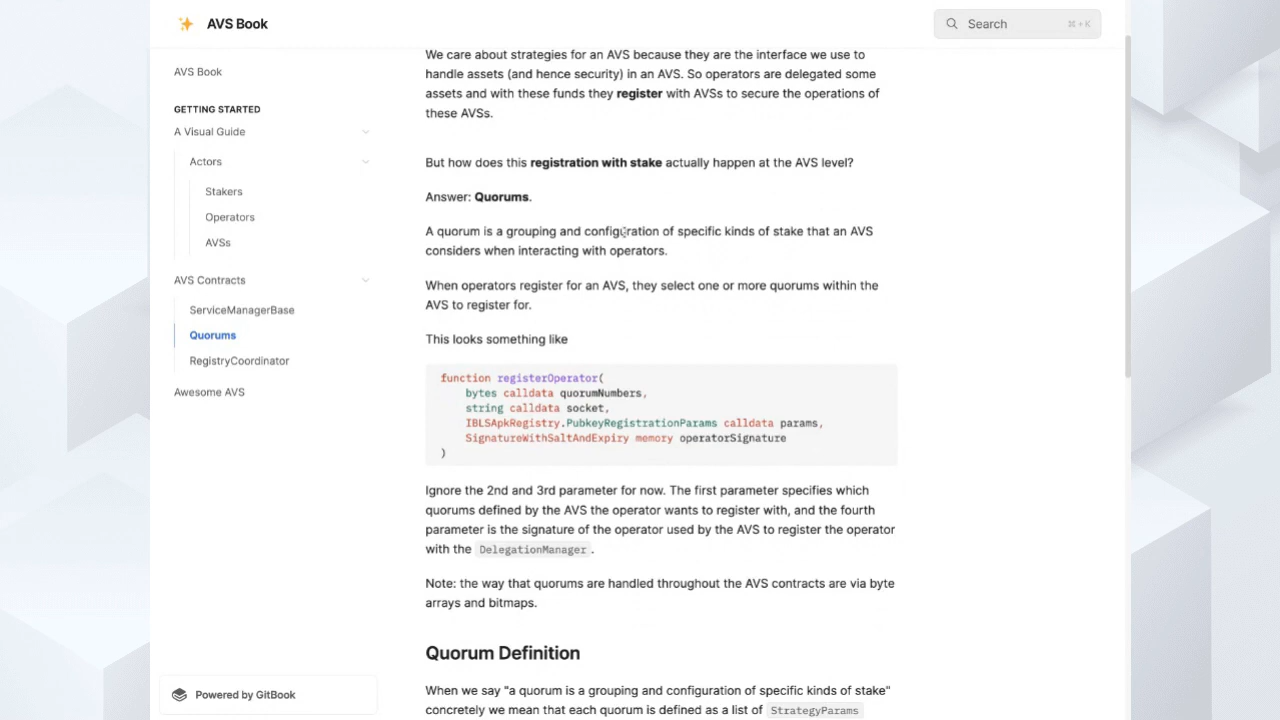 AVS Book
Search
⌘+K
AVS Book
GETTING STARTED
A Visual Guide
Actors
Stakers
Operators
AVSs
AVS Contracts
ServiceManagerBase
Quorums
RegistryCoordinator
Awesome AVS
Powered by GitBook
We care about strategies for an AVS because they are the interface we use to
handle assets (and hence security) in an AVS. So operators are delegated some
assets and with these funds they register with AVSs to secure the operations of
these AVSs.
But how does this registration with stake actually happen at the AVS level?
Answer: Quorums.
A quorum is a grouping and configuration of specific kinds of stake that an AVS
considers when interacting with operators.
When operators register for an AVS, they select one or more quorums within the
AVS to register for.
This looks something like
function registerOperator(
bytes calldata quorumNumbers,
string calldata socket,
IBLSApkRegistry.PubkeyRegistrationParams calldata params,
SignatureWithSaltAndExpiry memory operatorSignature
)
Ignore the 2nd and 3rd parameter for now. The first parameter specifies which
quorums defined by the AVS the operator wants to register with, and the fourth
parameter is the signature of the operator used by the AVS to register the operator
with the DelegationManager.
Note: the way that quorums are handled throughout the AVS contracts are via byte
arrays and bitmaps.
Quorum Definition
When we say "a quorum is a grouping and configuration of specific kinds of stake"
concretely we mean that each quorum is defined as a list of StrategyParams